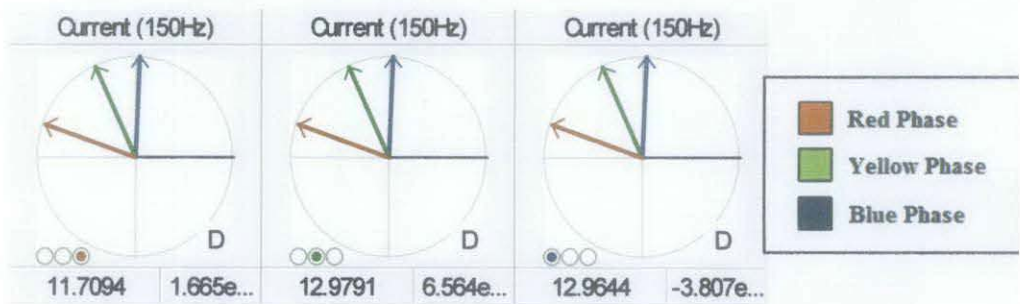 Current (150Hz) Current (150Hz) Current (150Hz)
Red Phase
Yellow Phase
Blue Phase
D D D
11.7094 1.665e... 12.9791 6.564e... 12.9644 -3.807e...